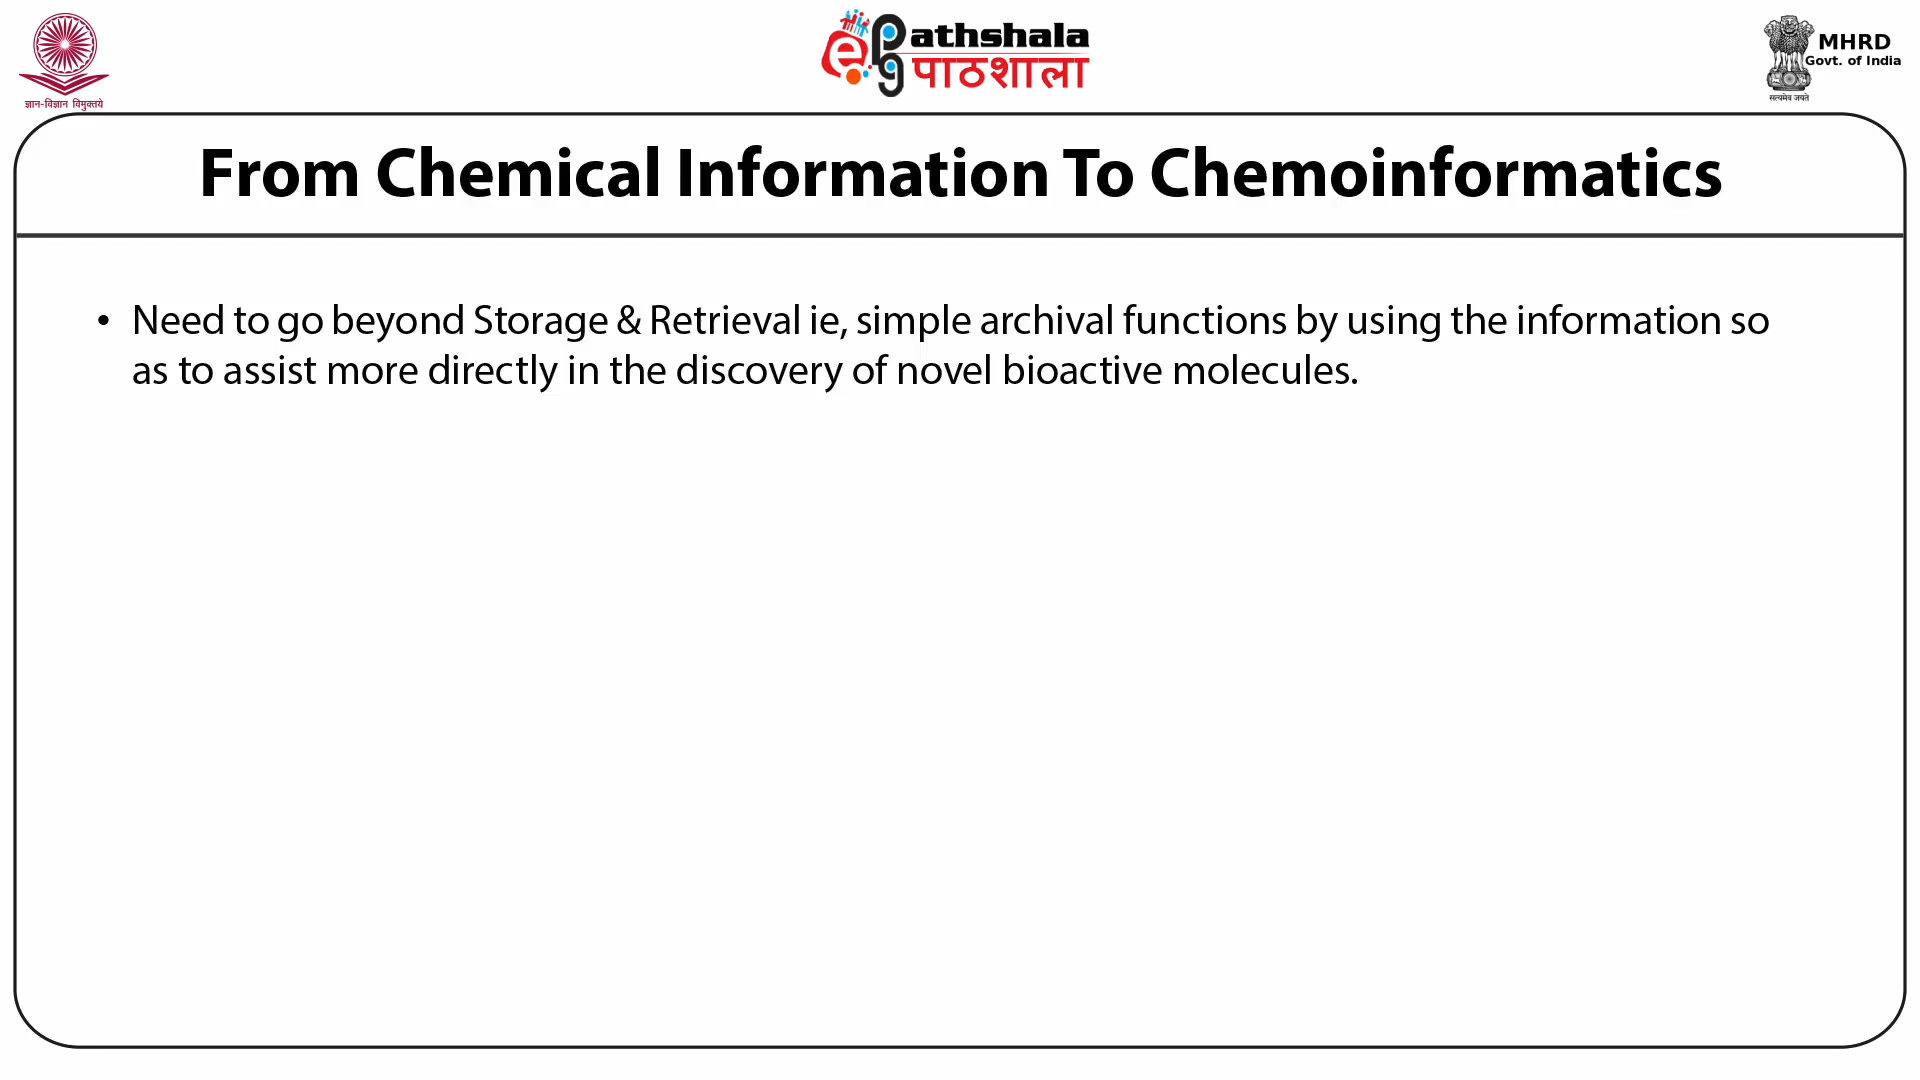 ज्ञान-विज्ञान विमुक्तये
e pg athshala
पाठशाला
MHRD
Govt. of India
सत्यमेव जयते
From Chemical Information To Chemoinformatics
• Need to go beyond Storage & Retrieval ie, simple archival functions by using the information so
as to assist more directly in the discovery of novel bioactive molecules.